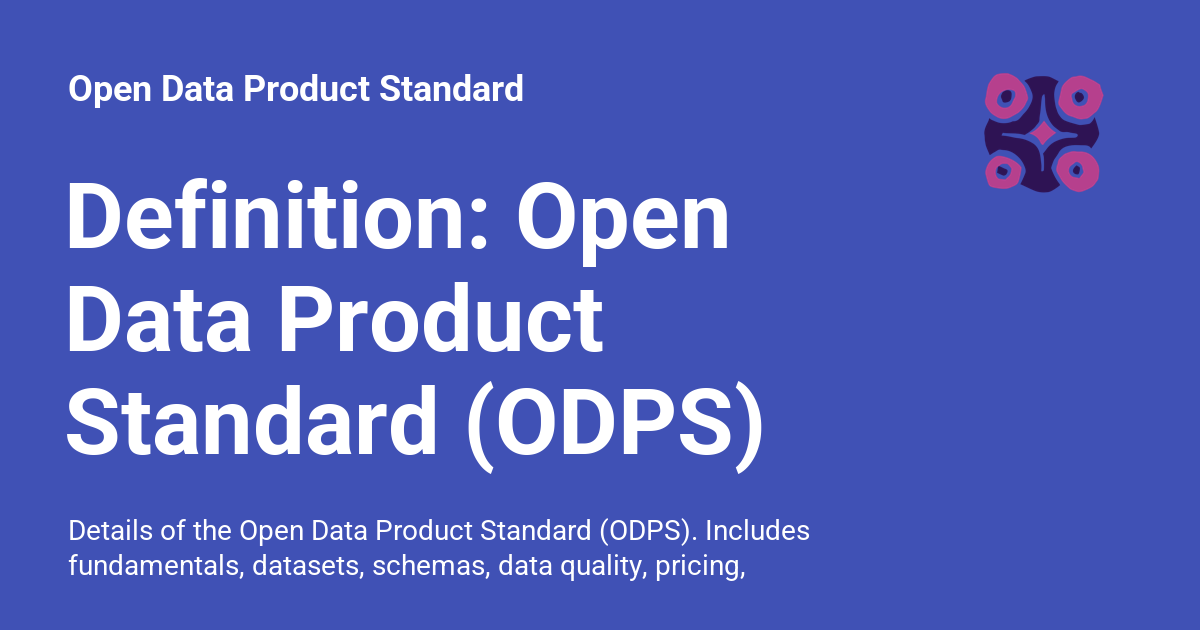 Open Data Product Standard
Definition: Open
Data Product
Standard (ODPS)
Details of the Open Data Product Standard (ODPS). Includes
fundamentals, datasets, schemas, data quality, pricing,